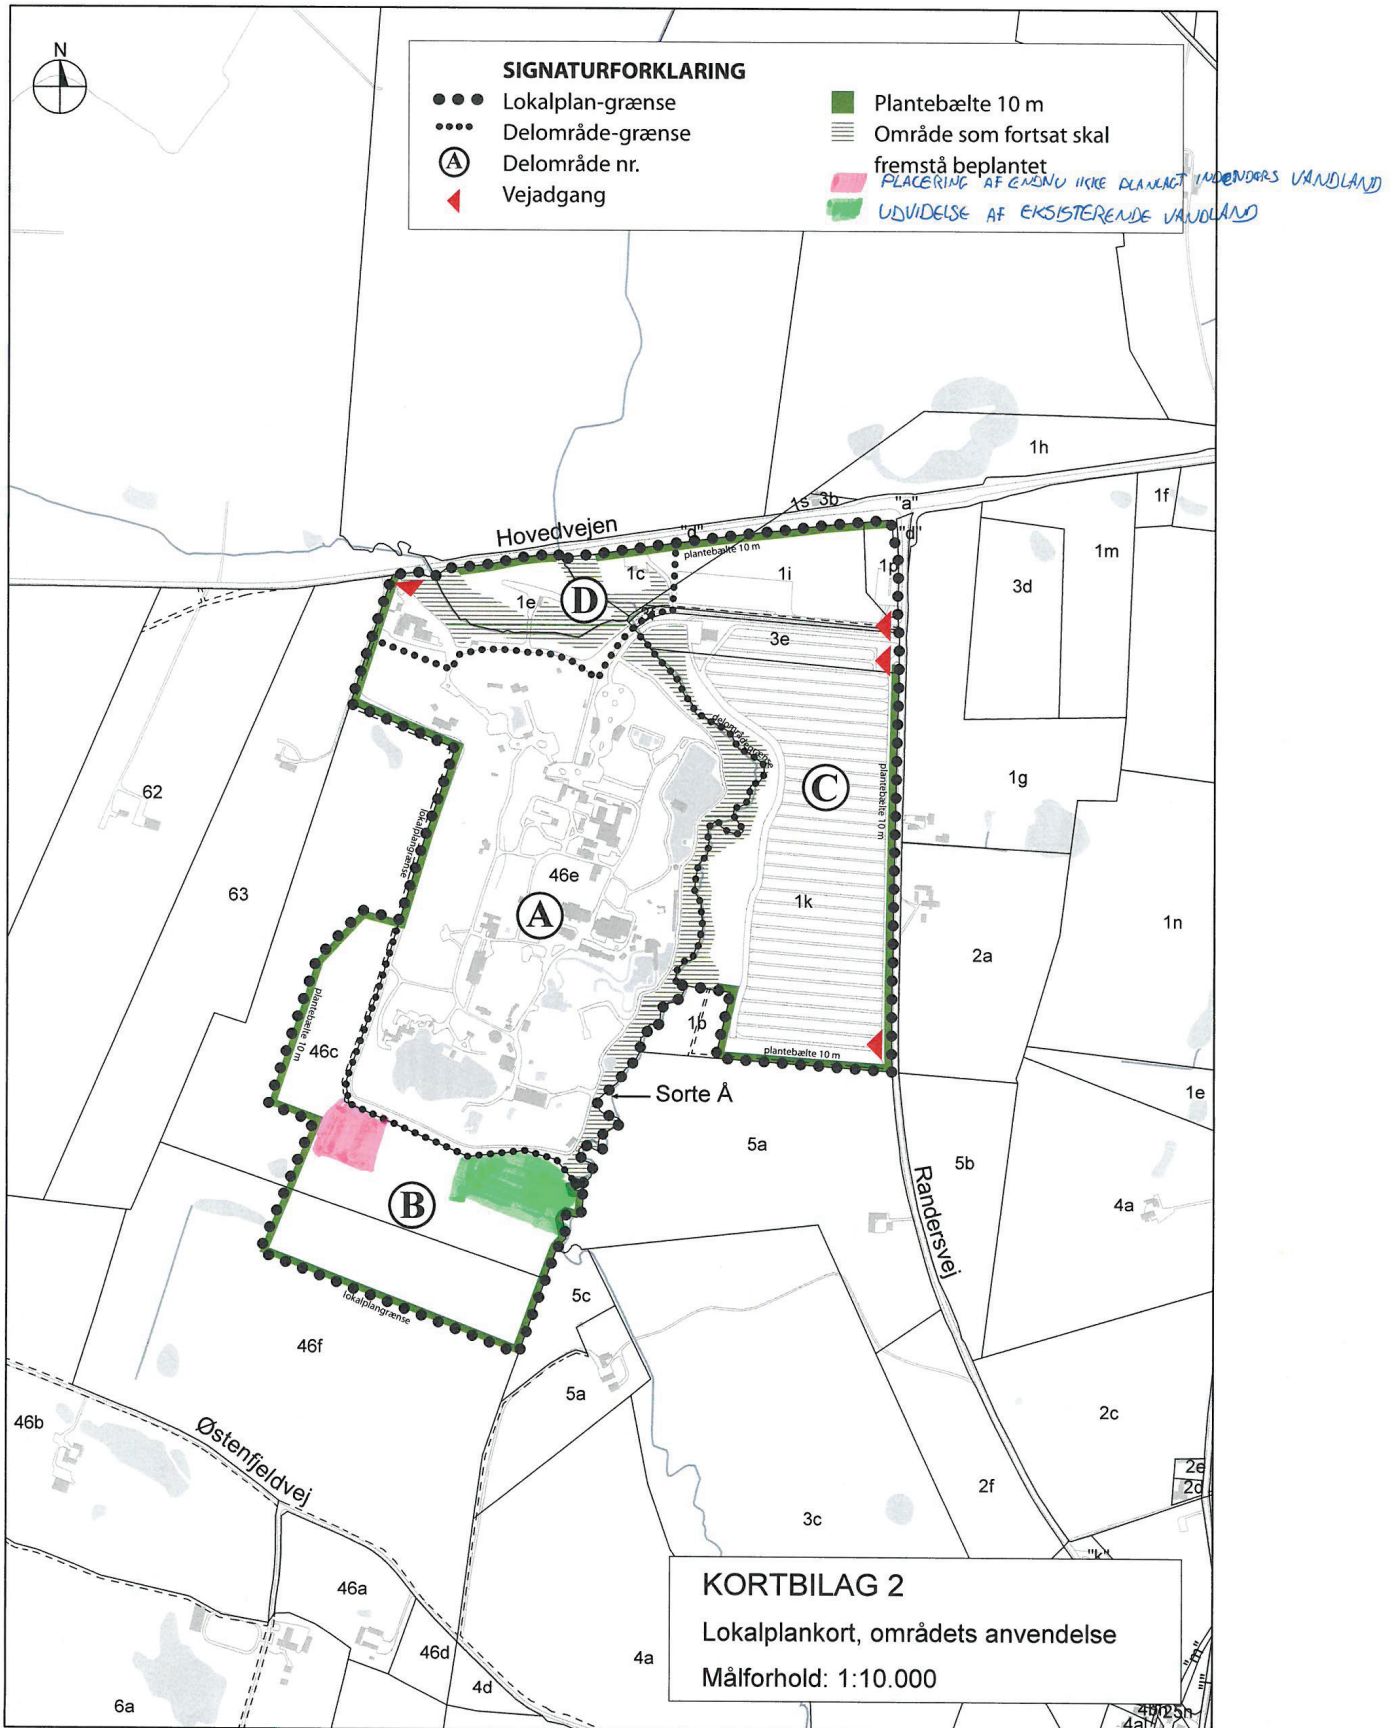 N
SIGNATURFORKLARING
Lokalplan-grænse
Delområde-grænse
A Delområde nr.
Vejadgang
Plantebælte 10 m
Område som fortsat skal
fremstå beplantet
PLACERING AF ENDNU IKKE PLANLAGT INDENDØRS VANDLAND
UDVIDELSE AF EKSISTERENDE VANDLAND
1h
1s 3b
"a"
1f
Hovedvejen
"d"
"d"
plantebælte 10 m
1m
1c
1i
1p
3d
1e
D
3e
delområdegrænse
1g
62
C
plantebælte 10 m
lokalplangrænse
46e
63
1k
A
1n
2a
plantebælte 10 m
1b
46c
plantebælte 10 m
Sorte Å
1e
5a
5b
B
4a
Randersvej
5c
lokalplangrænse
46f
5a
46b
2c
Østenfjeldvej
2e
2d
2f
3c
"k"
KORTBILAG 2
46a
Lokalplankort, områdets anvendelse
46d
4a
"m"
Målforhold: 1:10.000
4d
6a
25h